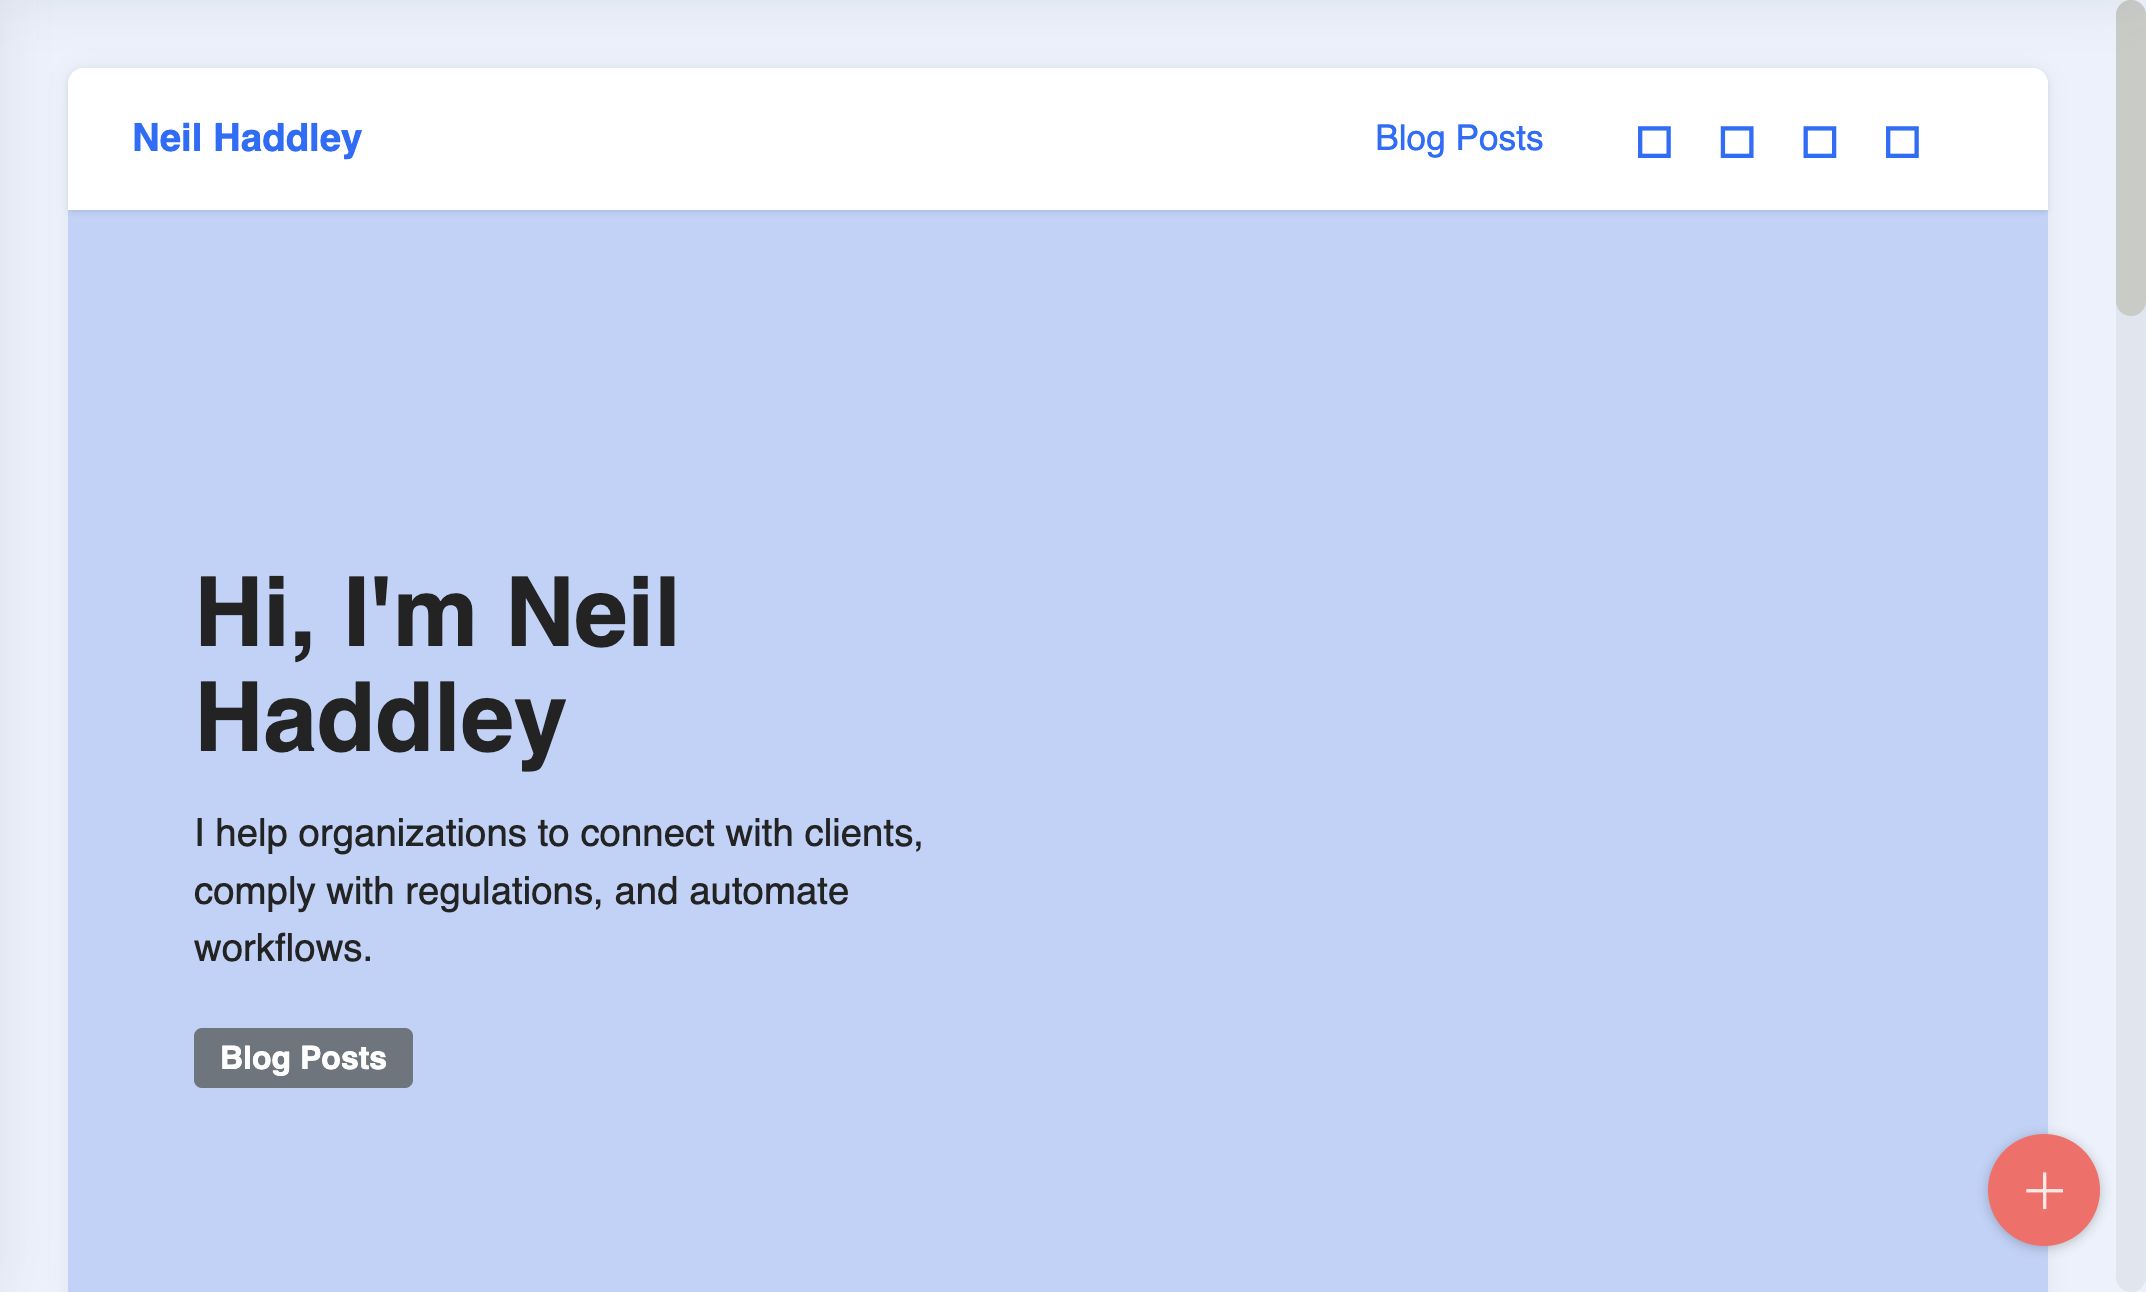 Neil Haddley
Blog Posts
Hi, I'm Neil
Haddley
I help organizations to connect with clients,
comply with regulations, and automate
workflows.
Blog Posts